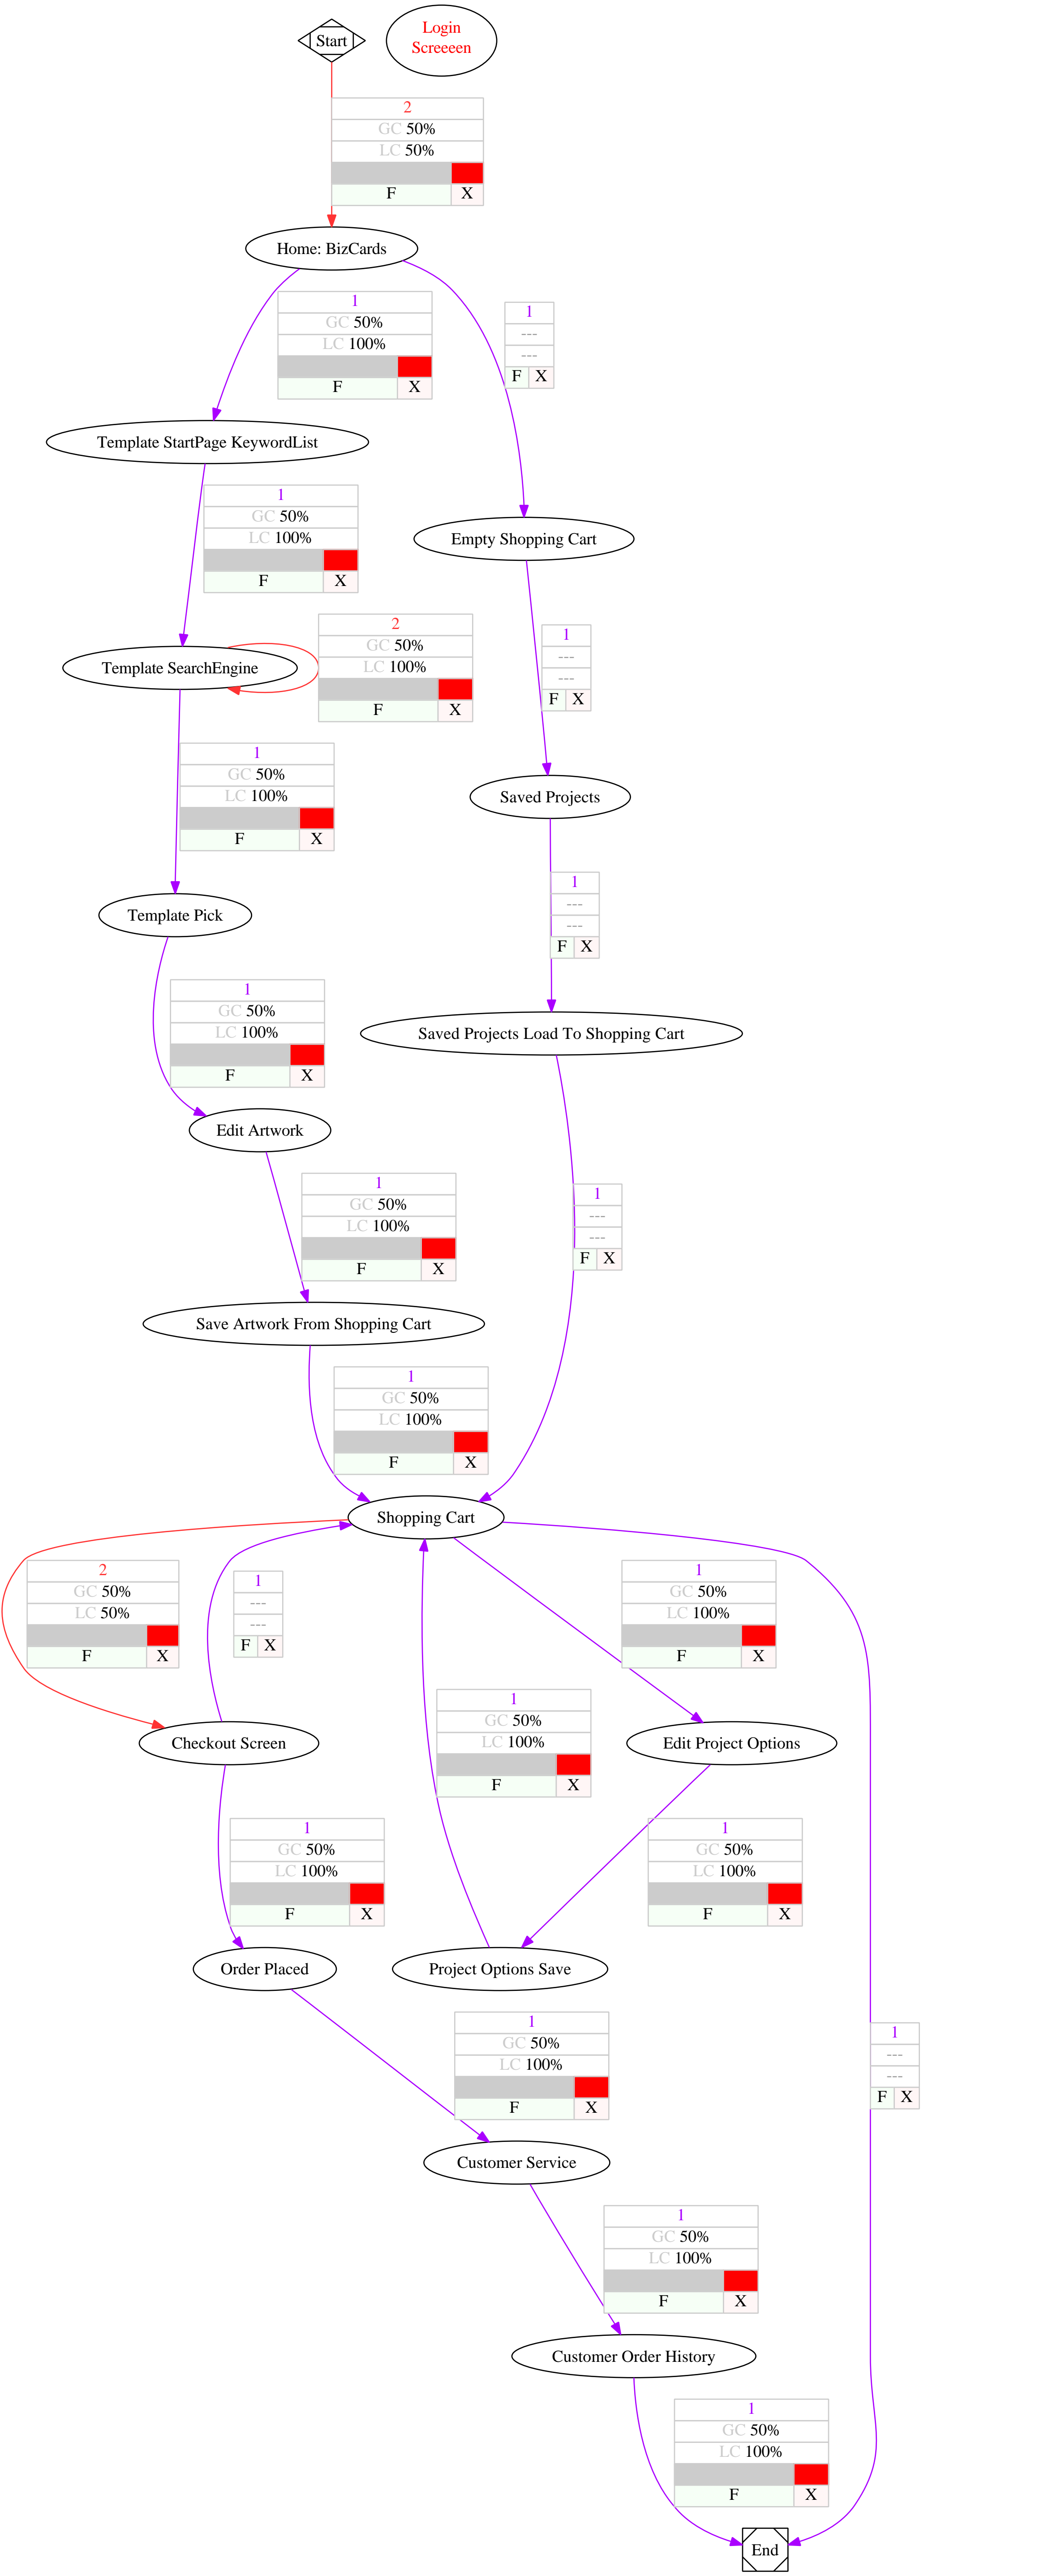 Start
Login
Screeeen
2
GC 50%
LC 50%
F X
Home: BizCards
1
GC 50%
LC 100%
F X
1
---
---
F X
Template StartPage KeywordList
1
GC 50%
LC 100%
F X
Empty Shopping Cart
2
GC 50%
LC 100%
F X
1
---
---
F X
Template SearchEngine
1
GC 50%
LC 100%
F X
Saved Projects
1
---
---
F X
Template Pick
1
GC 50%
LC 100%
F X
Saved Projects Load To Shopping Cart
Edit Artwork
1
GC 50%
LC 100%
F X
1
---
---
F X
Save Artwork From Shopping Cart
1
GC 50%
LC 100%
F X
Shopping Cart
2
GC 50%
LC 50%
F X
1
---
---
F X
1
GC 50%
LC 100%
F X
1
GC 50%
LC 100%
F X
Checkout Screen
Edit Project Options
1
GC 50%
LC 100%
F X
1
GC 50%
LC 100%
F X
Order Placed
Project Options Save
1
GC 50%
LC 100%
F X
1
---
---
F X
Customer Service
1
GC 50%
LC 100%
F X
Customer Order History
1
GC 50%
LC 100%
F X
End